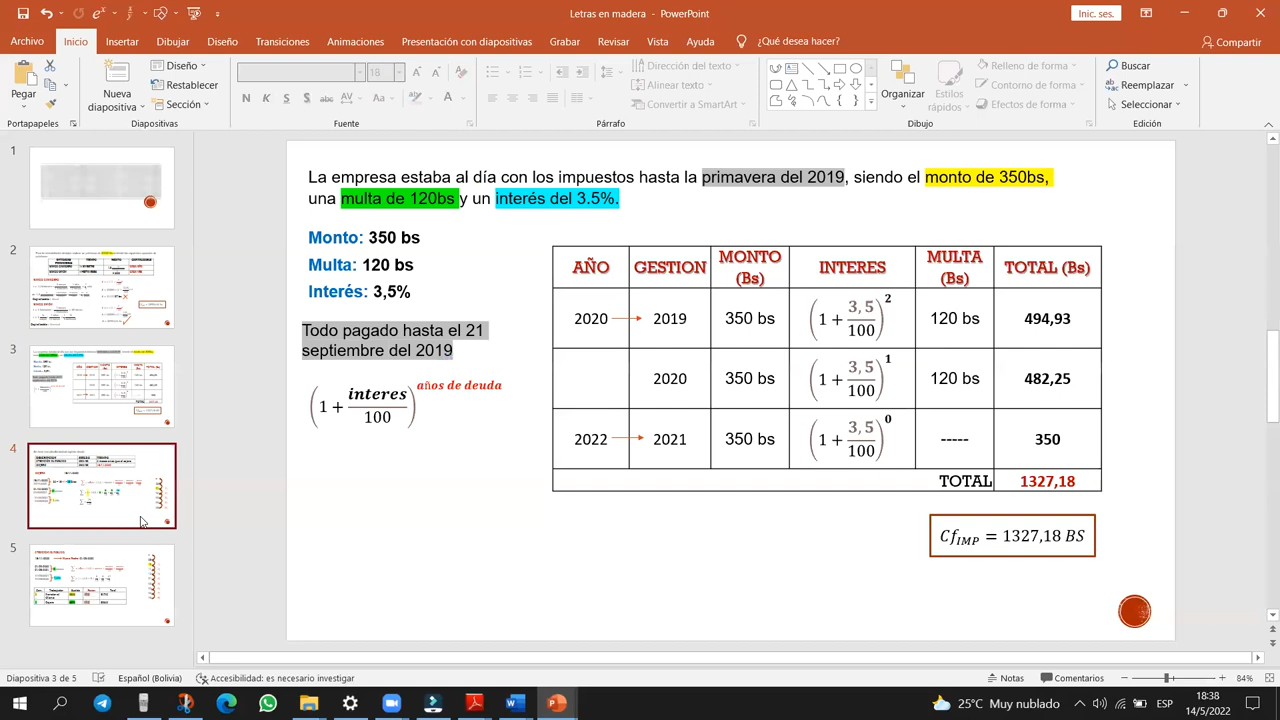 Letras en madera - PowerPoint
Inic. ses.
Archivo Inicio Insertar Dibujar Diseño Transiciones Animaciones Presentación con diapositivas Grabar Revisar Vista Ayuda ¿Qué desea hacer? Compartir
Pegar
Nueva diapositiva
Diseño
Restablecer
Sección
18
N K S S abc AV Aa A
Dirección del texto
Alinear texto
Convertir a SmartArt
Organizar
Estilos rápidos
Relleno de forma
Contorno de forma
Efectos de forma
Buscar
Reemplazar
Seleccionar
Portapapeles Diapositivas Fuente Párrafo Dibujo Edición
1
2
3
4
5
La empresa estaba al día con los impuestos hasta la primavera del 2019, siendo el monto de 350bs,
una multa de 120bs y un interés del 3.5%.
Monto: 350 bs
Multa: 120 bs
Interés: 3,5%
Todo pagado hasta el 21
septiembre del 2019
(1 + interes/100)^años de deuda
AÑO GESTION MONTO (Bs) INTERES MULTA (Bs) TOTAL (Bs)
2020 → 2019 350 bs (1 + 3,5/100)^2 120 bs 494,93
2020 350 bs (1 + 3,5/100)^1 120 bs 482,25
2022 → 2021 350 bs (1 + 3,5/100)^0 ----- 350
TOTAL 1327,18
Cf_IMP = 1327,18 BS
Diapositiva 3 de 5 Español (Bolivia) Accesibilidad: es necesario investigar Notas Comentarios 84%
25°C Muy nublado ESP 18:38
14/5/2022